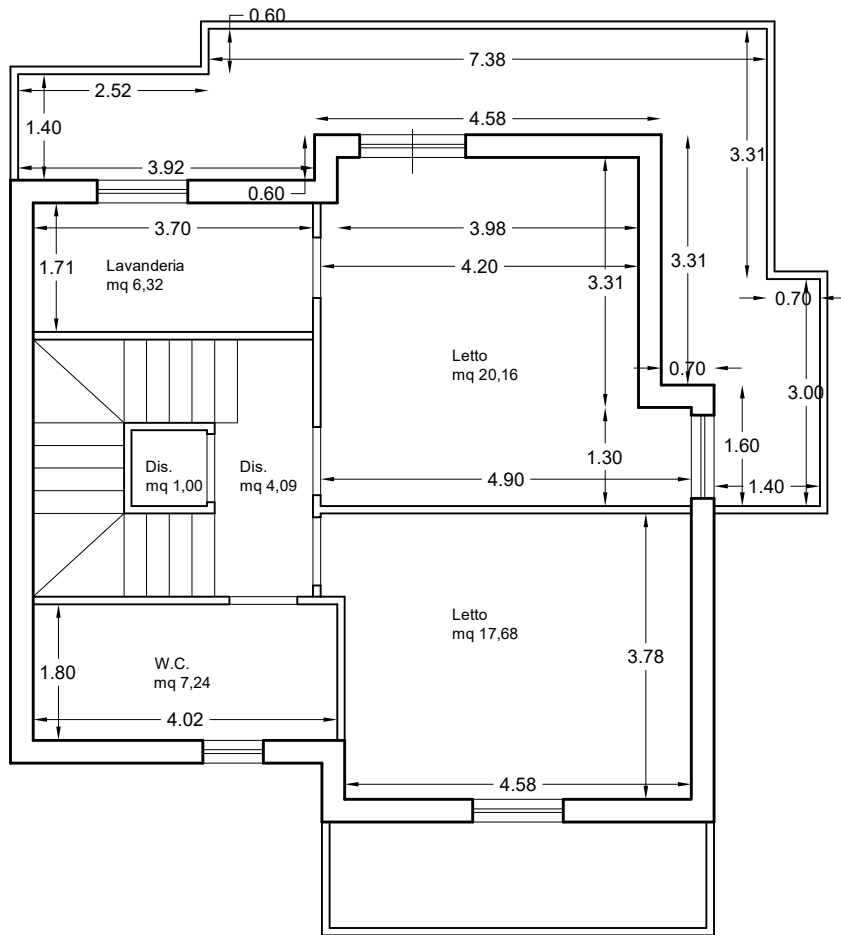 0.60
7.38
2.52
4.58
1.40
3.31
3.92
0.60
3.70
3.98
1.71
Lavanderia
mq 6,32
4.20
3.31
3.31
0.70
Letto
mq 20,16
0.70
3.00
1.60
1.30
Dis.
mq 1,00
Dis.
mq 4,09
4.90
1.40
Letto
mq 17,68
3.78
W.C.
mq 7,24
1.80
4.02
4.58